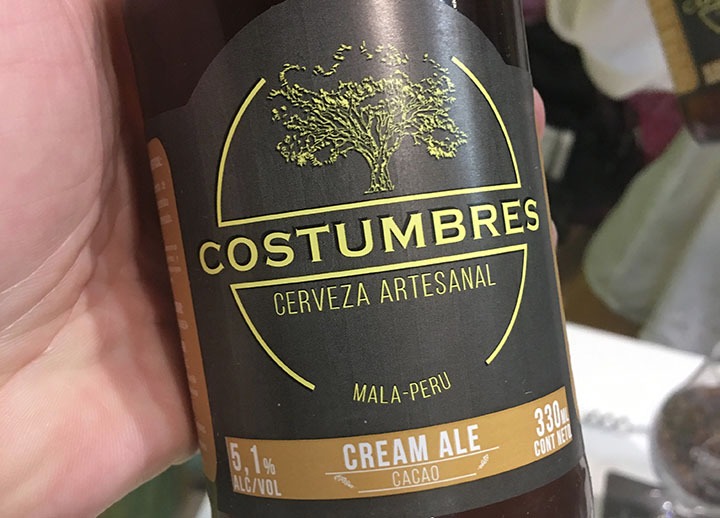 COSTUMBRES
CERVEZA ARTESANAL
MALA-PERU
5,1%
ALC/VOL
CREAM ALE
CACAO
330ML
CONT NETO